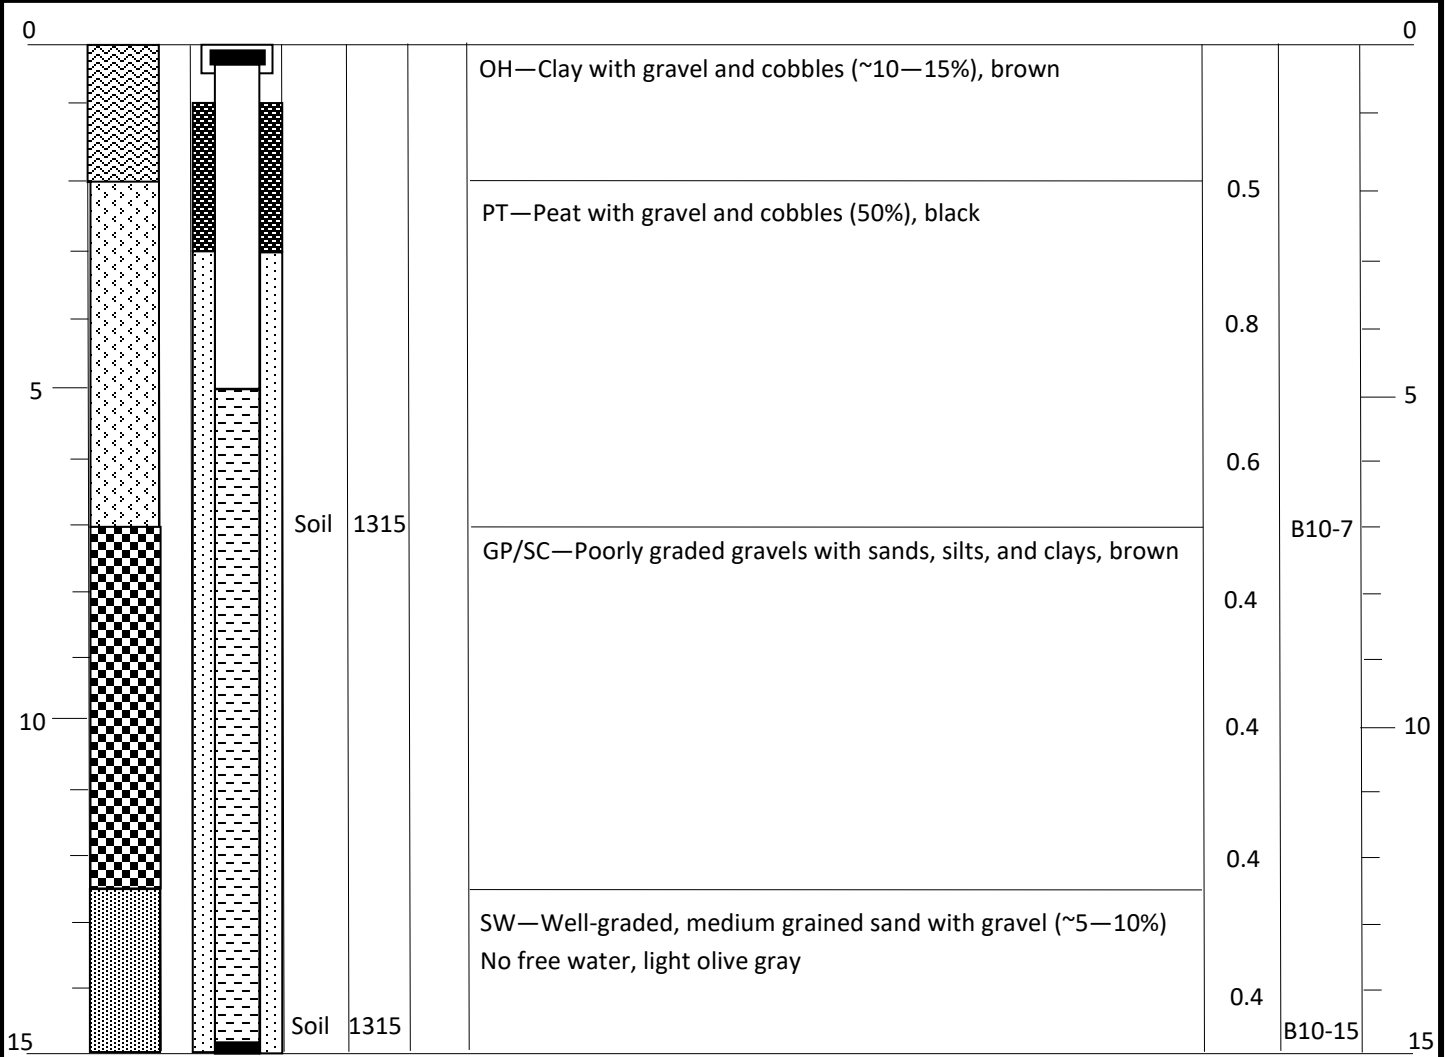 0
0
OH—Clay with gravel and cobbles (~10—15%), brown
0.5
PT—Peat with gravel and cobbles (50%), black
0.8
5
5
0.6
Soil 1315
B10-7
GP/SC—Poorly graded gravels with sands, silts, and clays, brown
0.4
10
0.4
10
0.4
SW—Well-graded, medium grained sand with gravel (~5—10%)
No free water, light olive gray
0.4
Soil 1315
B10-15
15
15